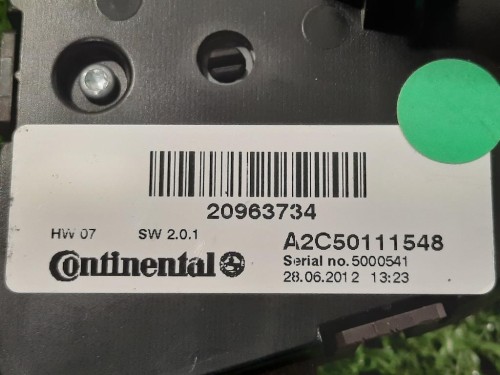 20963734
HW 07 SW 2.0.1 A2C50111548
Continental Serial no. 5000541
28.06.2012 13:23